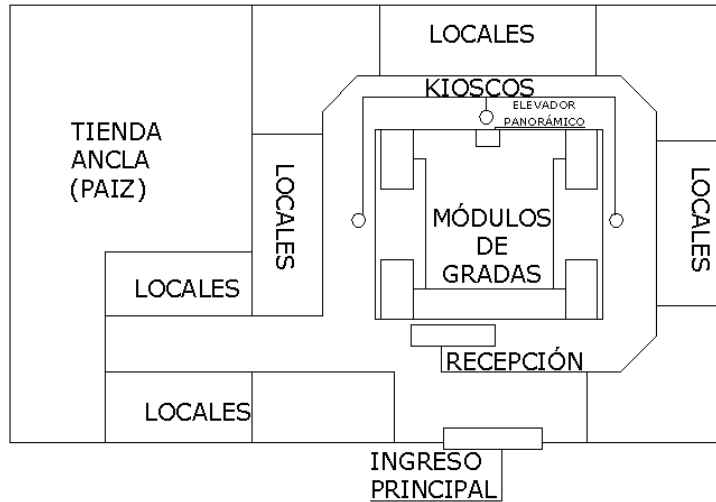 LOCALES
KIOSCOS
ELEVADOR
PANORÁMICO
TIENDA
ANCLA
(PAIZ)
LOCALES
LOCALES
MÓDULOS
DE
GRADAS
LOCALES
RECEPCIÓN
LOCALES
INGRESO
PRINCIPAL